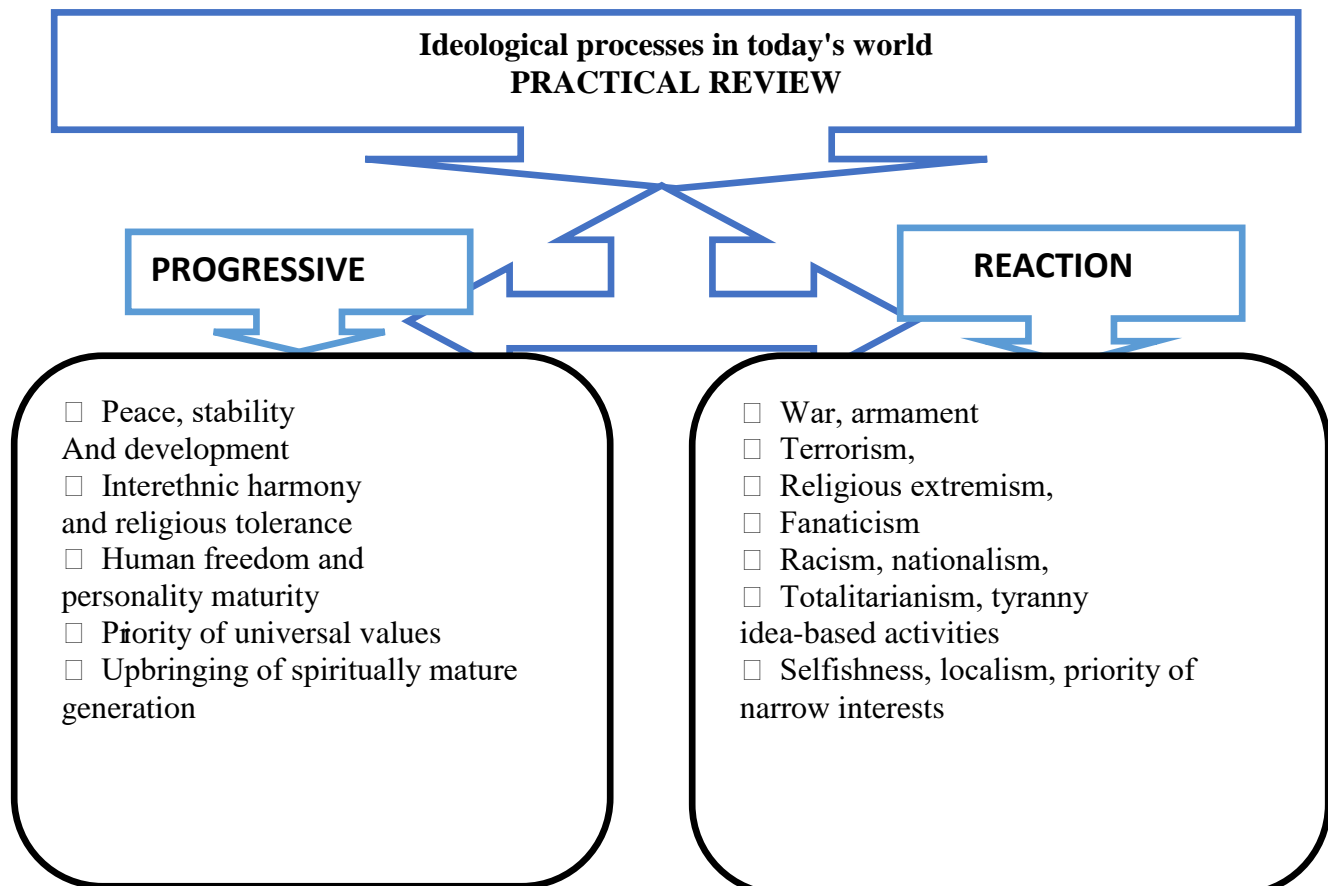 Ideological processes in today's world
PRACTICAL REVIEW
PROGRESSIVE
REACTION
□ Peace, stability
And development
□ Interethnic harmony
and religious tolerance
□ Human freedom and
personality maturity
□ Priority of universal values
□ Upbringing of spiritually mature
generation
□ War, armament
□ Terrorism,
□ Religious extremism,
□ Fanaticism
□ Racism, nationalism,
□ Totalitarianism, tyranny
idea-based activities
□ Selfishness, localism, priority of
narrow interests